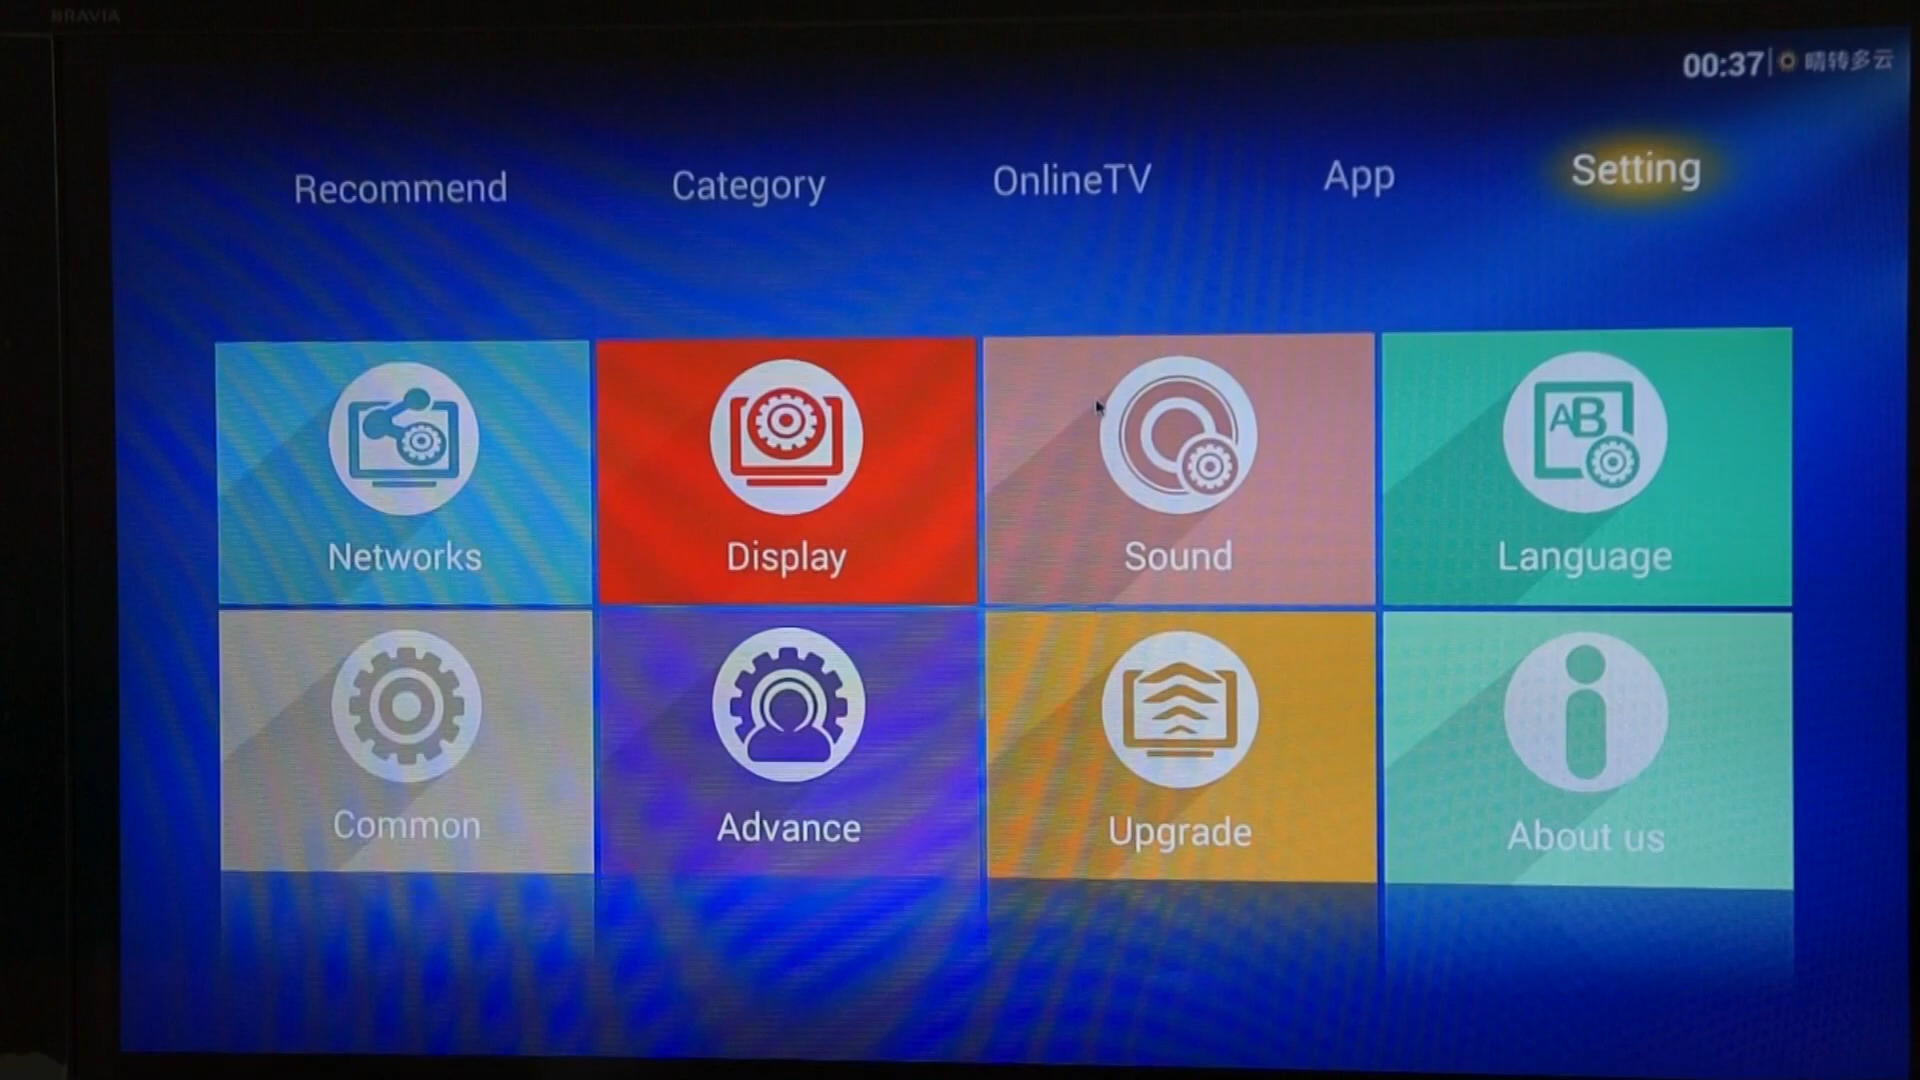 BRAVIA
00:37 晴转多云
Recommend Category OnlineTV App Setting
Networks Display Sound Language
AB
Common Advance Upgrade About us